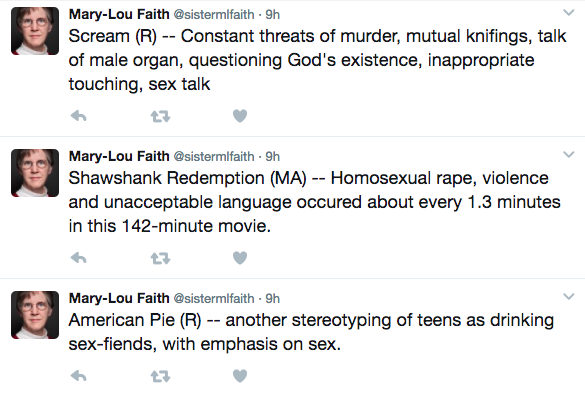 Mary-Lou Faith @sistermlfaith · 9h
Scream (R) -- Constant threats of murder, mutual knifings, talk
of male organ, questioning God's existence, inappropriate
touching, sex talk
Mary-Lou Faith @sistermlfaith · 9h
Shawshank Redemption (MA) -- Homosexual rape, violence
and unacceptable language occured about every 1.3 minutes
in this 142-minute movie.
Mary-Lou Faith @sistermlfaith · 9h
American Pie (R) -- another stereotyping of teens as drinking
sex-fiends, with emphasis on sex.